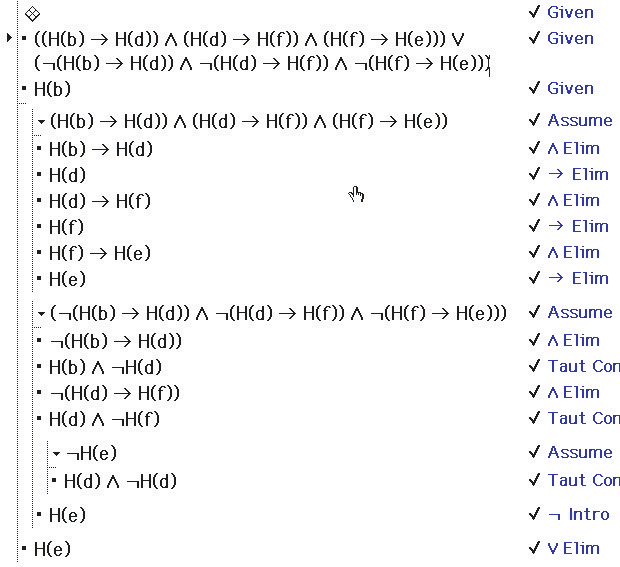 ✓ Given
((H(b) → H(d)) ∧ (H(d) → H(f)) ∧ (H(f) → H(e))) ∨ ✓ Given
(¬(H(b) → H(d)) ∧ ¬(H(d) → H(f)) ∧ ¬(H(f) → H(e)))
H(b) ✓ Given
(H(b) → H(d)) ∧ (H(d) → H(f)) ∧ (H(f) → H(e)) ✓ Assume
H(b) → H(d) ✓ ∧ Elim
H(d) ✓ → Elim
H(d) → H(f) ✓ ∧ Elim
H(f) ✓ → Elim
H(f) → H(e) ✓ ∧ Elim
H(e) ✓ → Elim
(¬(H(b) → H(d)) ∧ ¬(H(d) → H(f)) ∧ ¬(H(f) → H(e))) ✓ Assume
¬(H(b) → H(d)) ✓ ∧ Elim
H(b) ∧ ¬H(d) ✓ Taut Con
¬(H(d) → H(f)) ✓ ∧ Elim
H(d) ∧ ¬H(f) ✓ Taut Con
¬H(e) ✓ Assume
H(d) ∧ ¬H(d) ✓ Taut Con
H(e) ✓ ¬ Intro
H(e) ✓ ∨ Elim